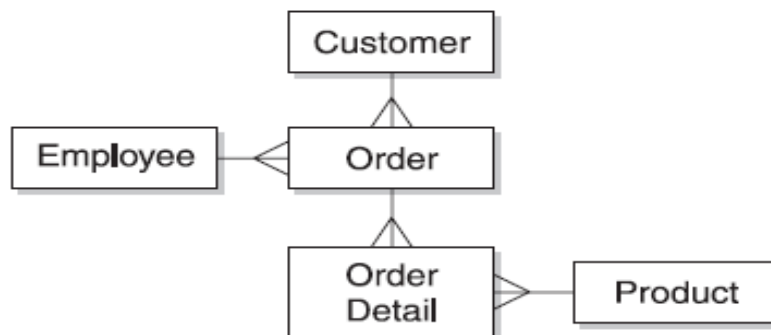 Customer
Employee
Order
Order
Detail
Product